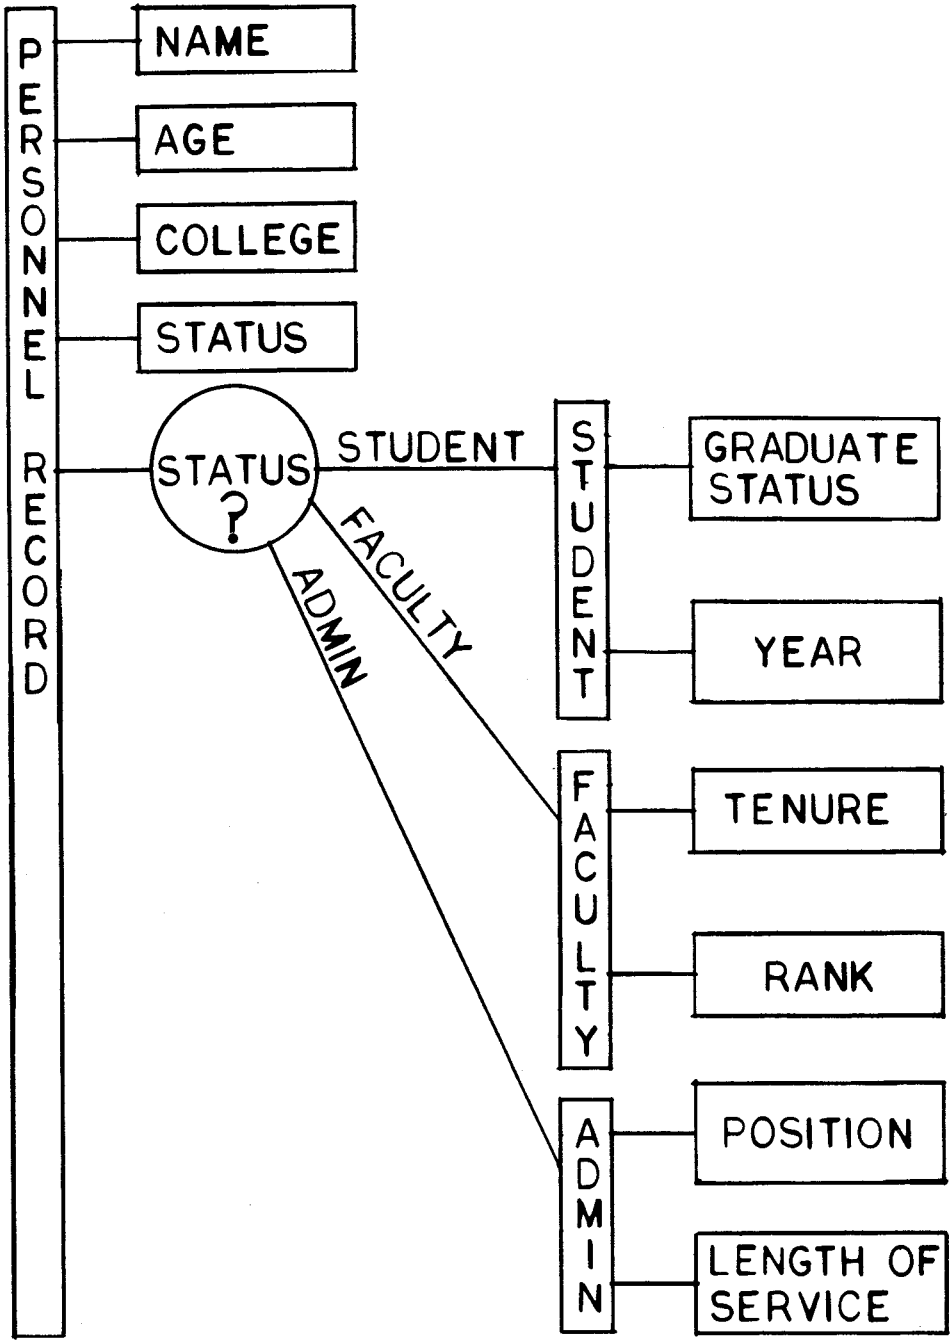 PERSONNEL RECORD
NAME
AGE
COLLEGE
STATUS
STATUS
?
STUDENT
FACULTY
ADMIN
STUDENT
GRADUATE
STATUS
YEAR
FACULTY
TENURE
RANK
ADMIN
POSITION
LENGTH OF
SERVICE